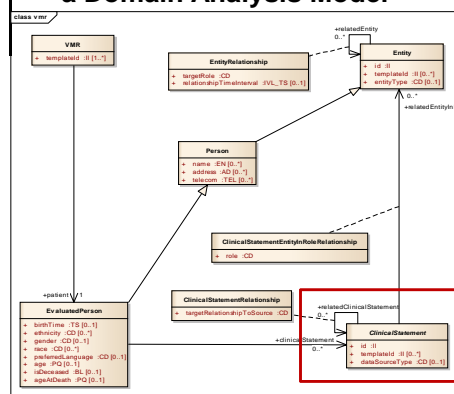 a Domain Analysis Model
class vmr
VMR
+ templateId :II [1..*]
EntityRelationship
+ targetRole :CD
+ relationshipTimeInterval :IVL_TS [0..1]
+relatedEntity
0..*
Entity
+ id :II
+ templateId :II [0..*]
+ entityType :CD [0..1]
0..*
+relatedEntityIn
Person
+ name :EN [0..*]
+ address :AD [0..*]
+ telecom :TEL [0..*]
ClinicalStatementEntityInRoleRelationship
+ role :CD
+patient 1
EvaluatedPerson
+ birthTime :TS [0..1]
+ ethnicity :CD [0..*]
+ gender :CD [0..1]
+ race :CD [0..*]
+ preferredLanguage :CD [0..1]
+ age :PQ [0..1]
+ isDeceased :BL [0..1]
+ ageAtDeath :PQ [0..1]
ClinicalStatementRelationship
+ targetRelationshipToSource :CD
+relatedClinicalStatement
0..*
+clinicalStatement
0..*
ClinicalStatement
+ id :II
+ templateId :II [0..*]
+ dataSourceType :CD [0..1]